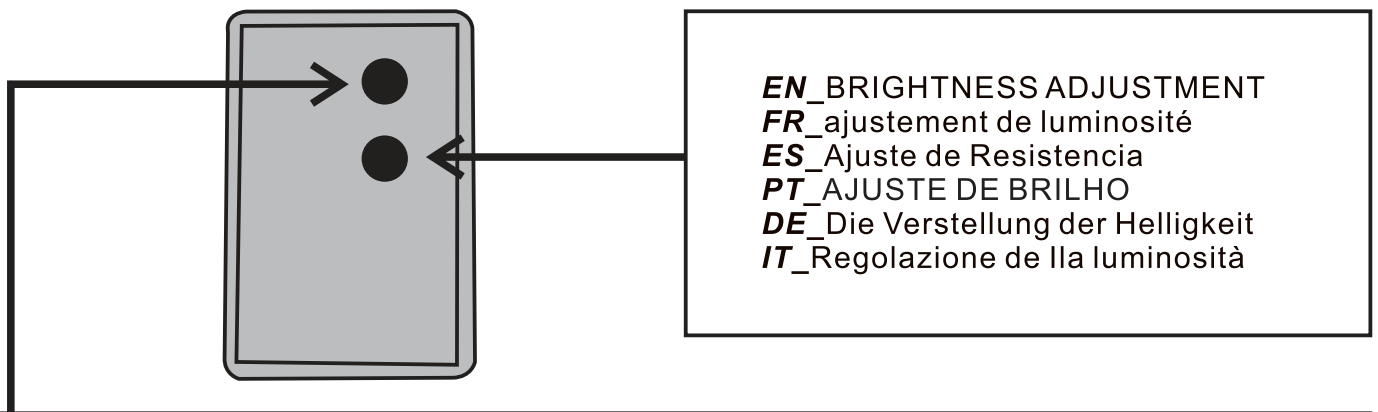 EN_BRIGHTNESS ADJUSTMENT
FR_ajustement de luminosité
ES_Ajuste de Resistencia
PT_AJUSTE DE BRILHO
DE_Die Verstellung der Helligkeit
IT_Regolazione de lla luminosità